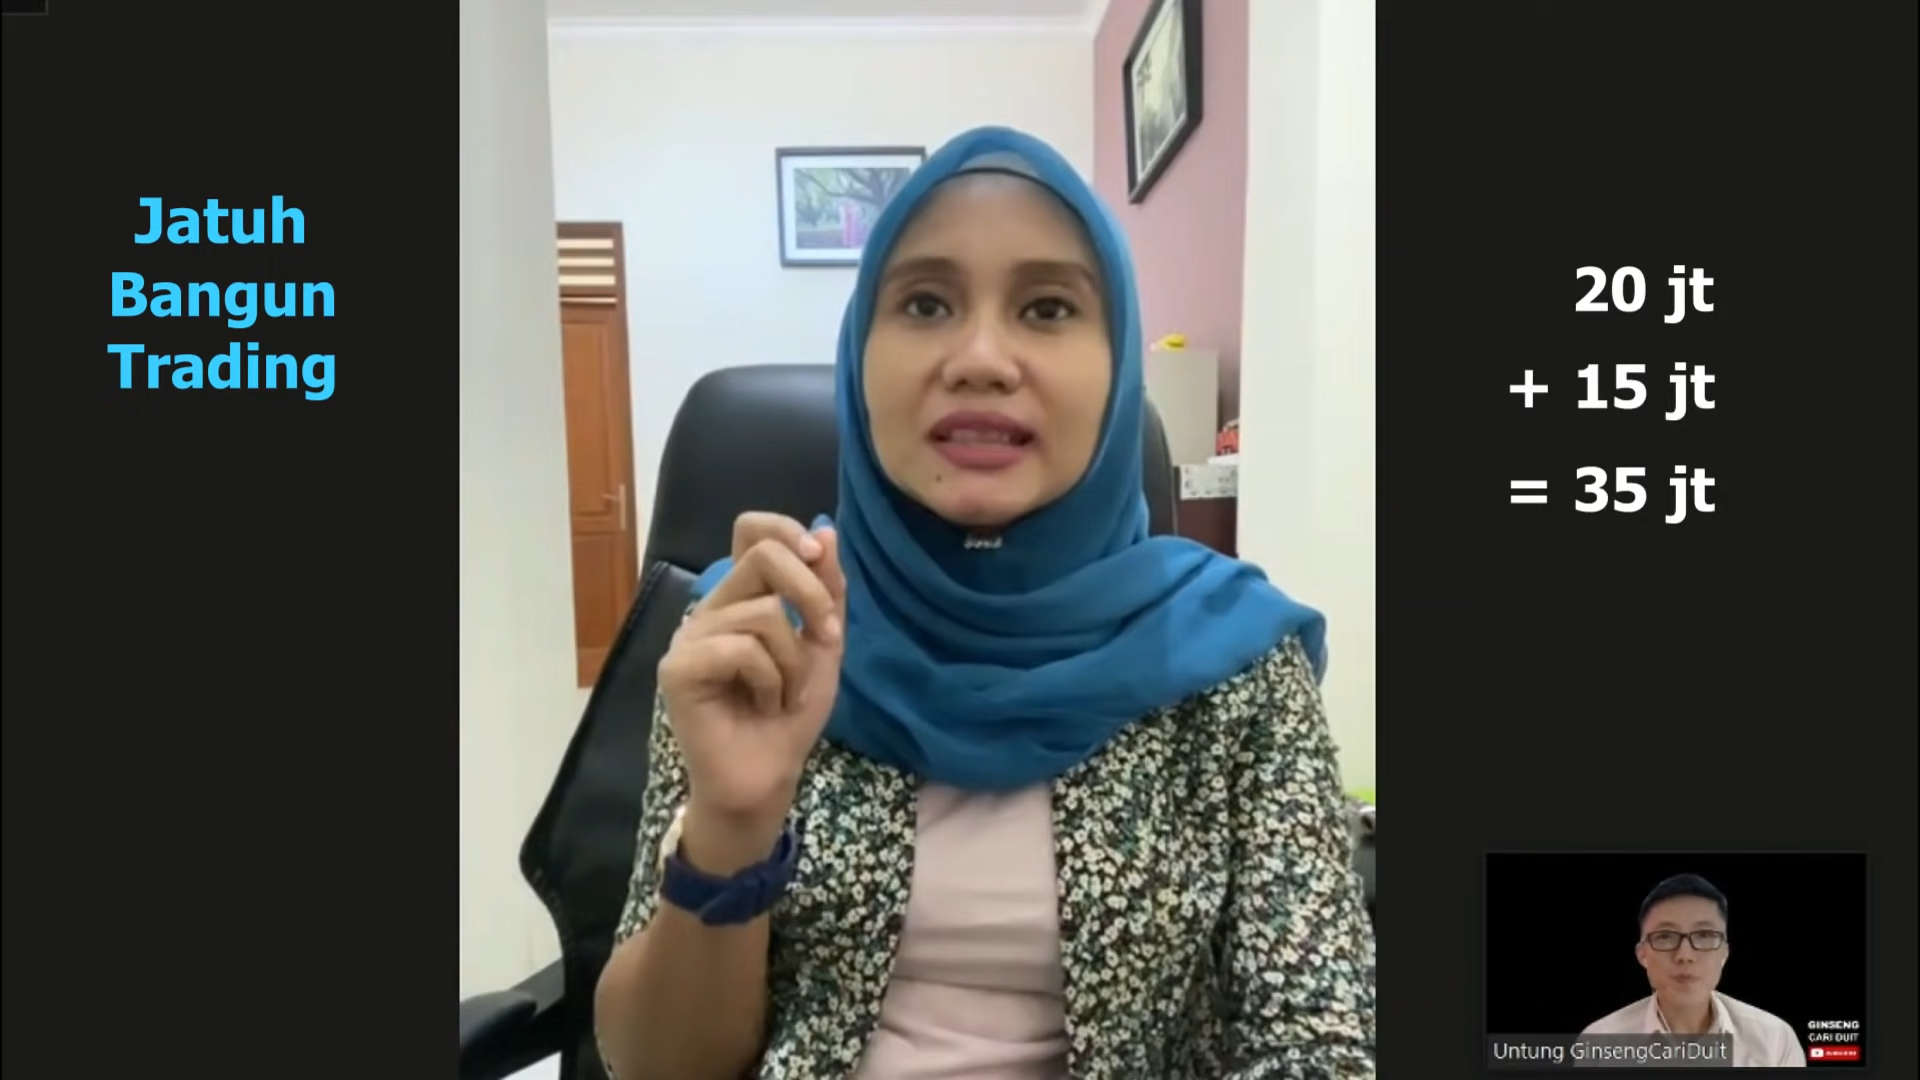 Jatuh
Bangun
Trading
20 jt
+ 15 jt
= 35 jt
Untung GinsengCariDuit
GINSENG
CARI DUIT